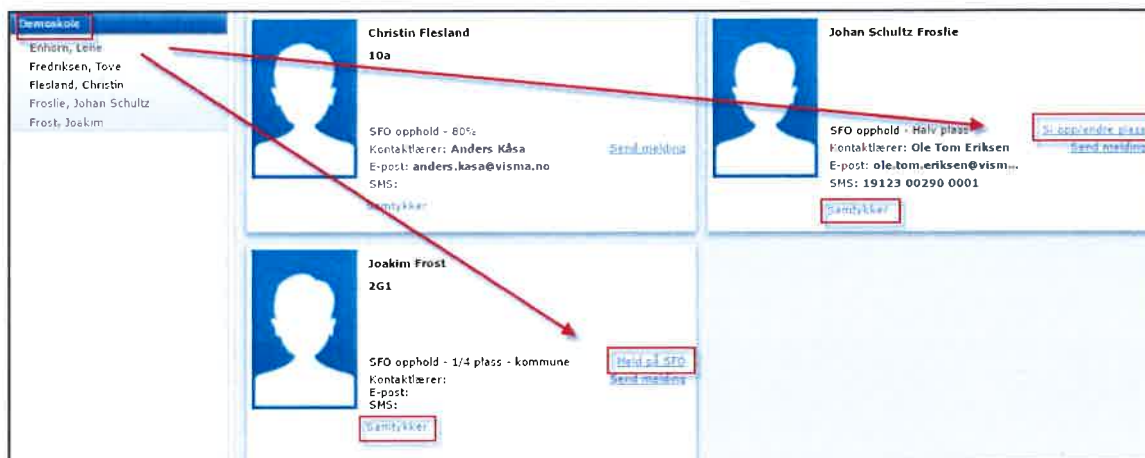 Demoskole
Enhorn, Lene
Fredriksen, Tove
Flesland, Christin
Froslie, Johan Schultz
Frost, Joakim
Christin Flesland
10a
SFO opphold - 80%
Kontaktlærer: Anders Kåsa
Send melding
E-post: anders.kasa@visma.no
SMS:
Samtykker
Johan Schultz Froslie
SFO opphold - Halv plass
Si opp/endre plass
Kontaktlærer: Ole Tom Eriksen
Send melding
E-post: ole.tom.eriksen@vism...
SMS: 19123 00290 0001
Samtykker
Joakim Frost
2G1
SFO opphold - 1/4 plass - kommune
Meld på SFO
Kontaktlærer:
Send melding
E-post:
SMS:
Samtykker